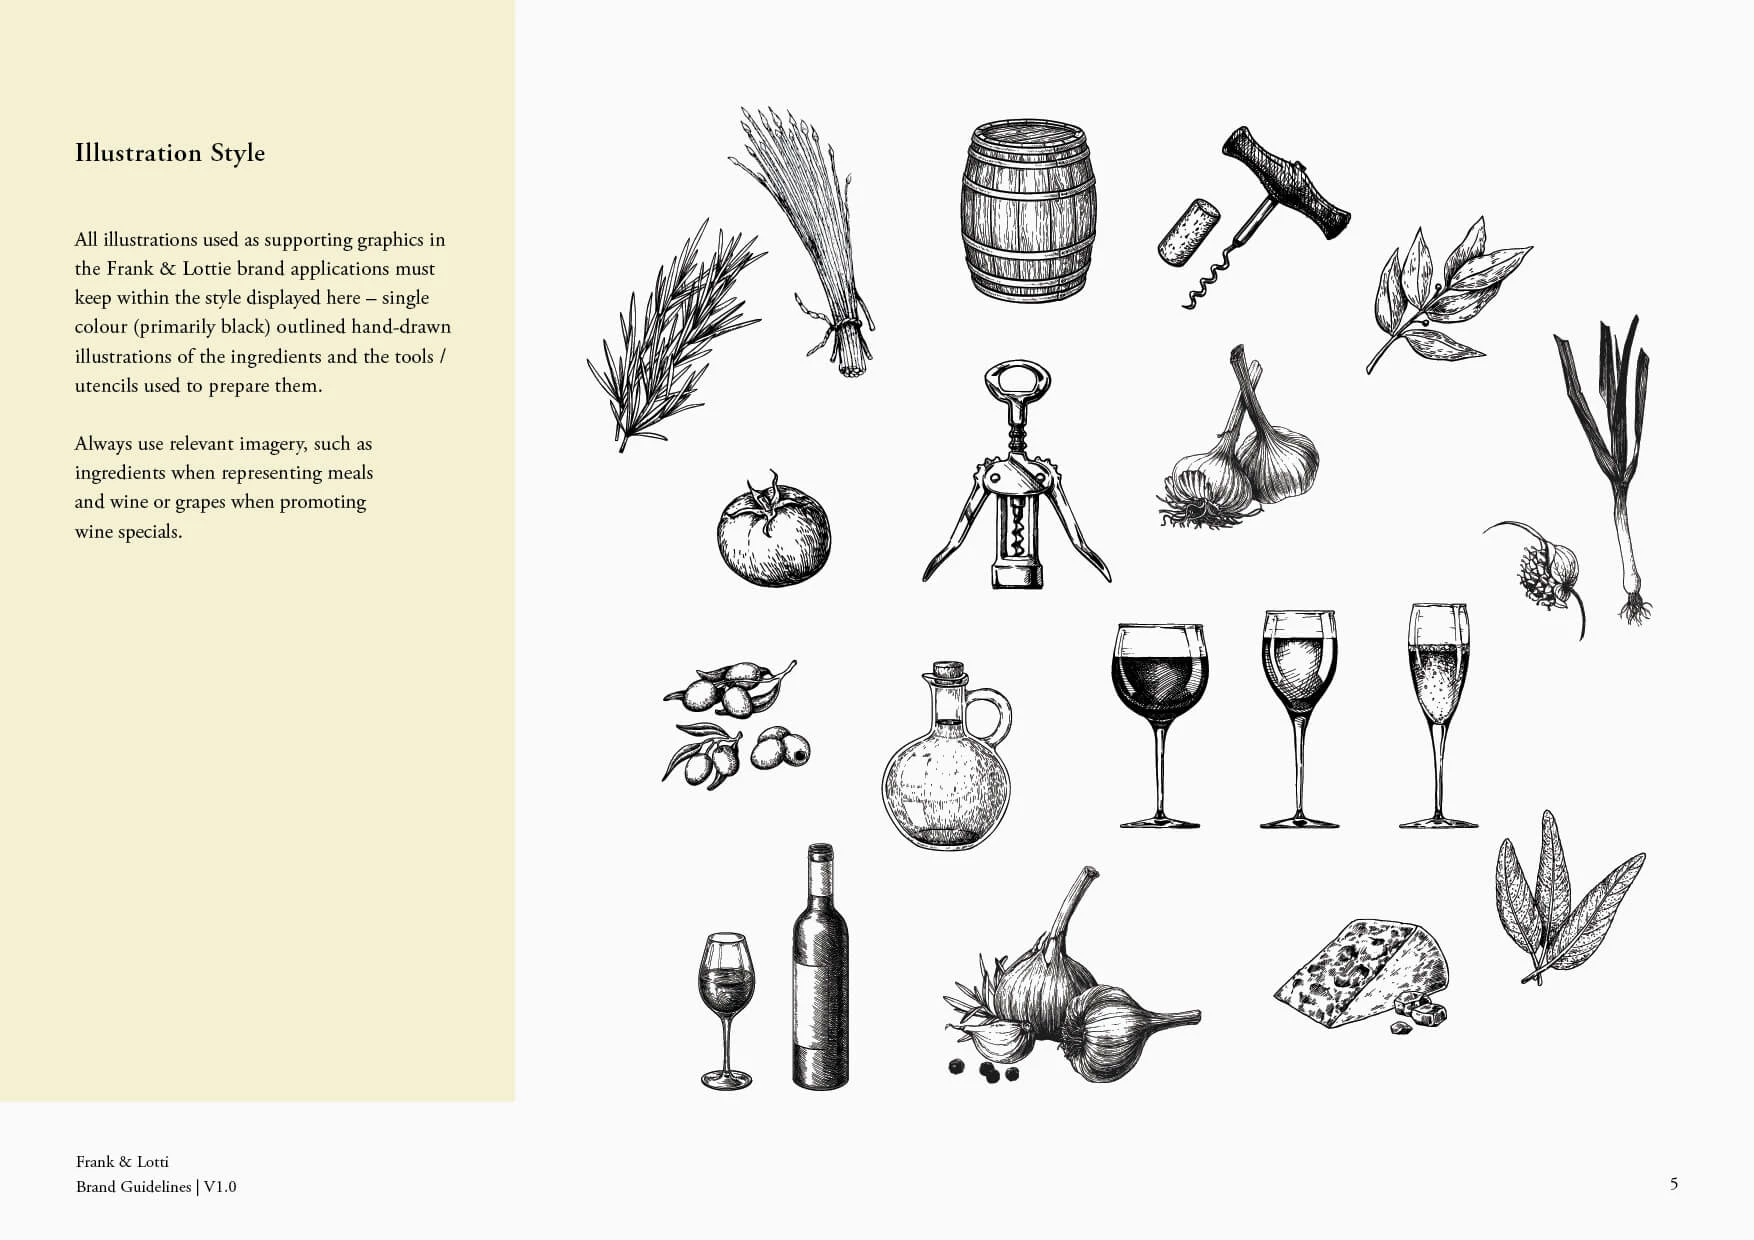 Illustration Style
All illustrations used as supporting graphics in
the Frank & Lottie brand applications must
keep within the style displayed here – single
colour (primarily black) outlined hand-drawn
illustrations of the ingredients and the tools /
utencils used to prepare them.
Always use relevant imagery, such as
ingredients when representing meals
and wine or grapes when promoting
wine specials.
Frank & Lotti
Brand Guidelines | V1.0
5